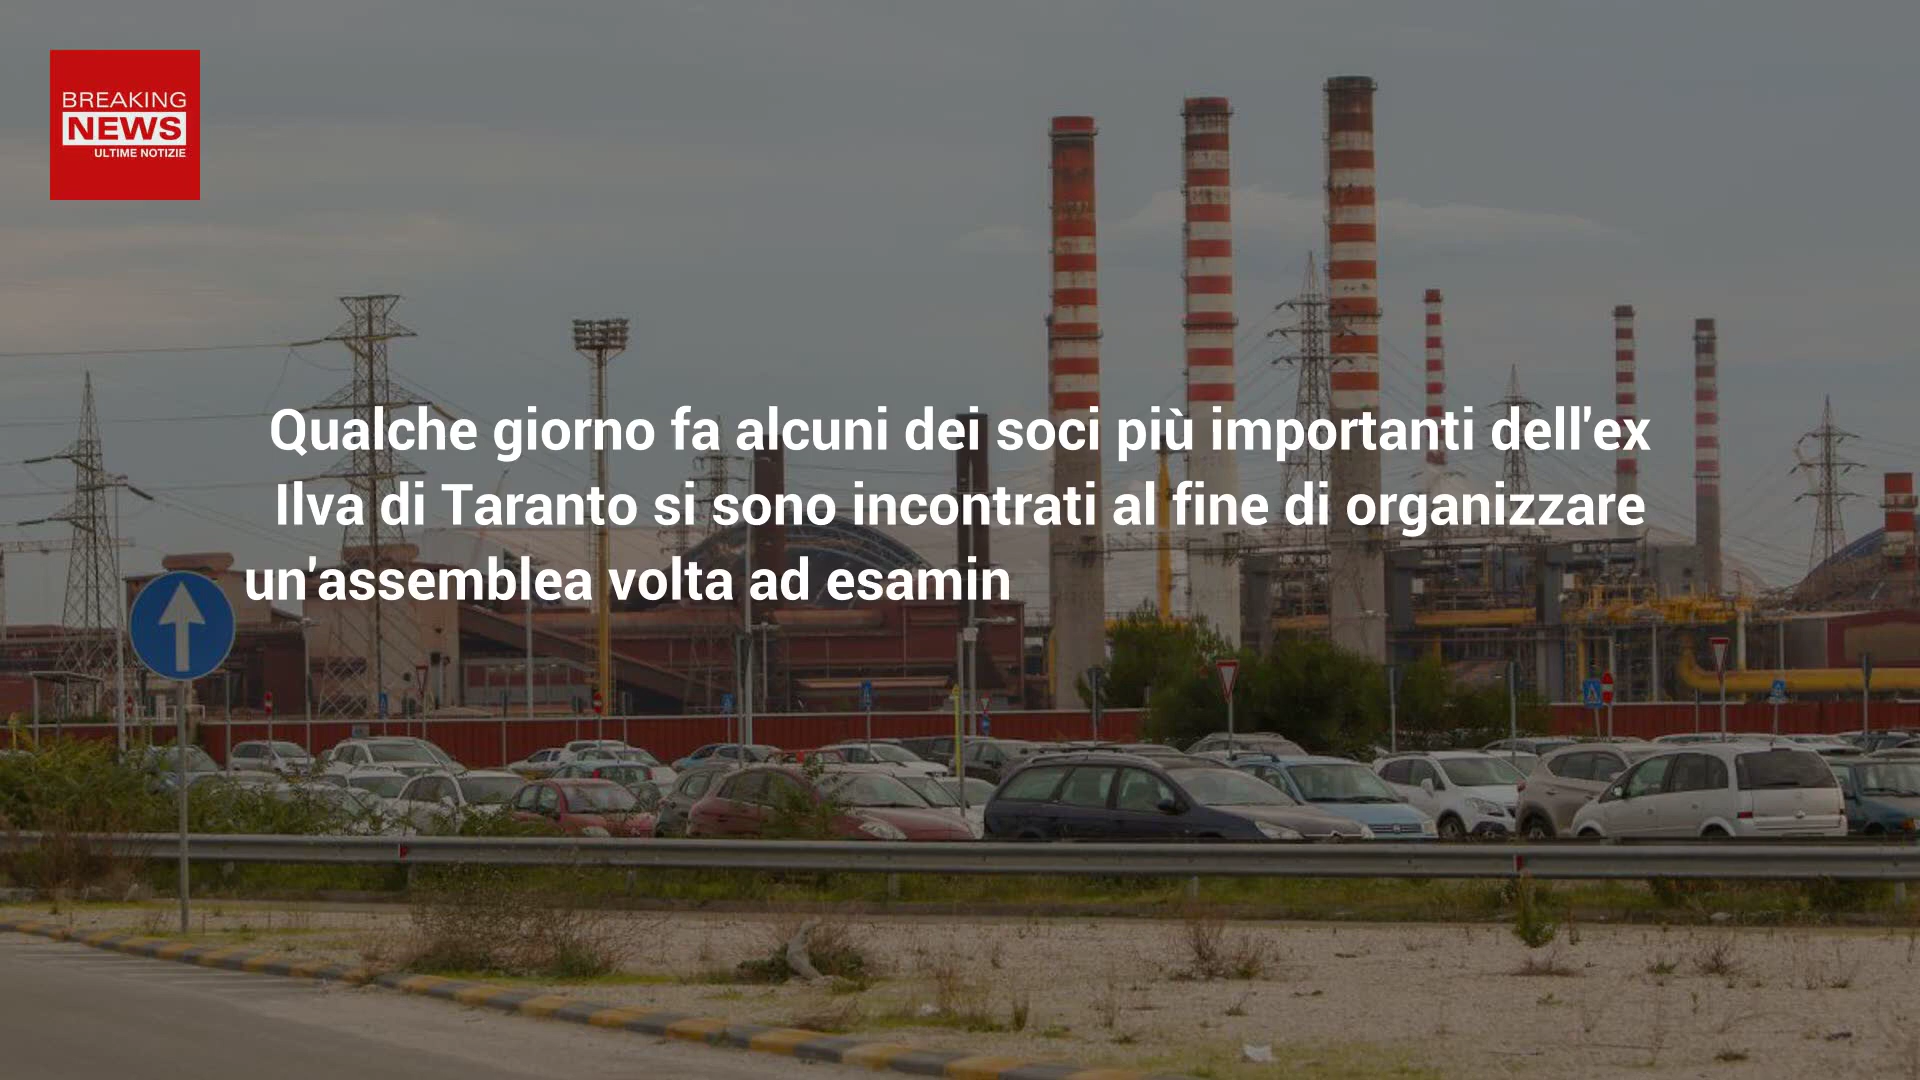 BREAKING
NEWS
ULTIME NOTIZIE
Qualche giorno fa alcuni dei soci più importanti dell'ex
Ilva di Taranto si sono incontrati al fine di organizzare
un'assemblea volta ad esamin